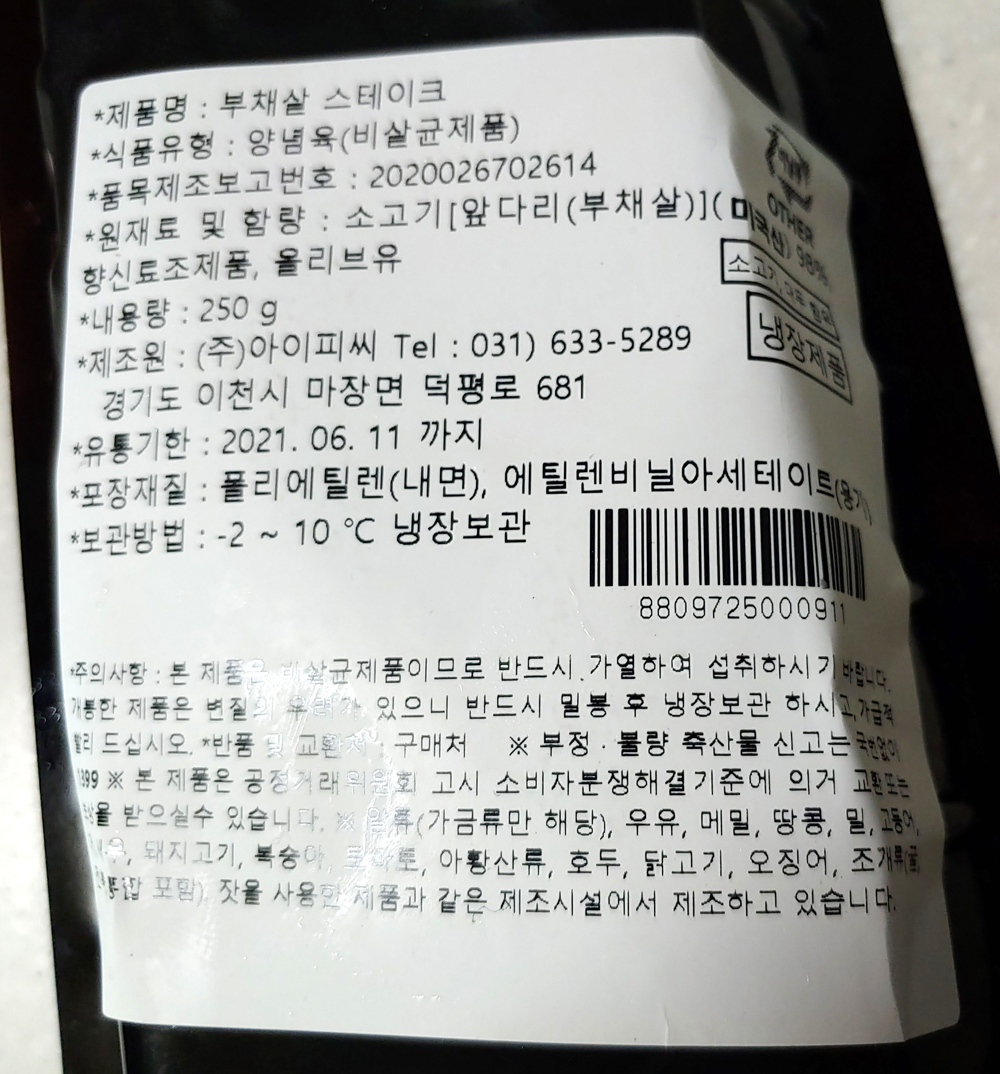 *제품명 : 부채살 스테이크
*식품유형 : 양념육(비살균제품)
*품목제조보고번호 : 2020026702614
*원재료 및 함량 : 소고기[앞다리(부채살)](미국산) 98%,
OTHER
향신료조제품, 올리브유
소고기, 대두 함유
*내용량 : 250 g
냉장제품
*제조원 : (주)아이피씨 Tel : 031) 633-5289
경기도 이천시 마장면 덕평로 681
*유통기한 : 2021. 06. 11 까지
*포장재질 : 폴리에틸렌(내면), 에틸렌비닐아세테이트(용기)
*보관방법 : -2 ~ 10 ℃ 냉장보관
8809725000911
*주의사항 : 본 제품은 비살균제품이므로 반드시 가열하여 섭취하시기 바랍니다.
개봉한 제품은 변질의 우려가 있으니 반드시 밀봉 후 냉장보관 하시고, 가급적
빨리 드십시오. *반품 및 교환처 : 구매처 ※ 부정 · 불량 축산물 신고는 국번없이
1399 ※ 본 제품은 공정거래위원회 고시 소비자분쟁해결기준에 의거 교환 또는
받으실수 있습니다. ※ 알류(가금류만 해당), 우유, 메밀, 땅콩, 밀, 고등어,
돼지고기, 복숭아, 토마토, 아황산류, 호두, 닭고기, 오징어, 조개류(굴,
홍합 포함), 잣을 사용한 제품과 같은 제조시설에서 제조하고 있습니다.